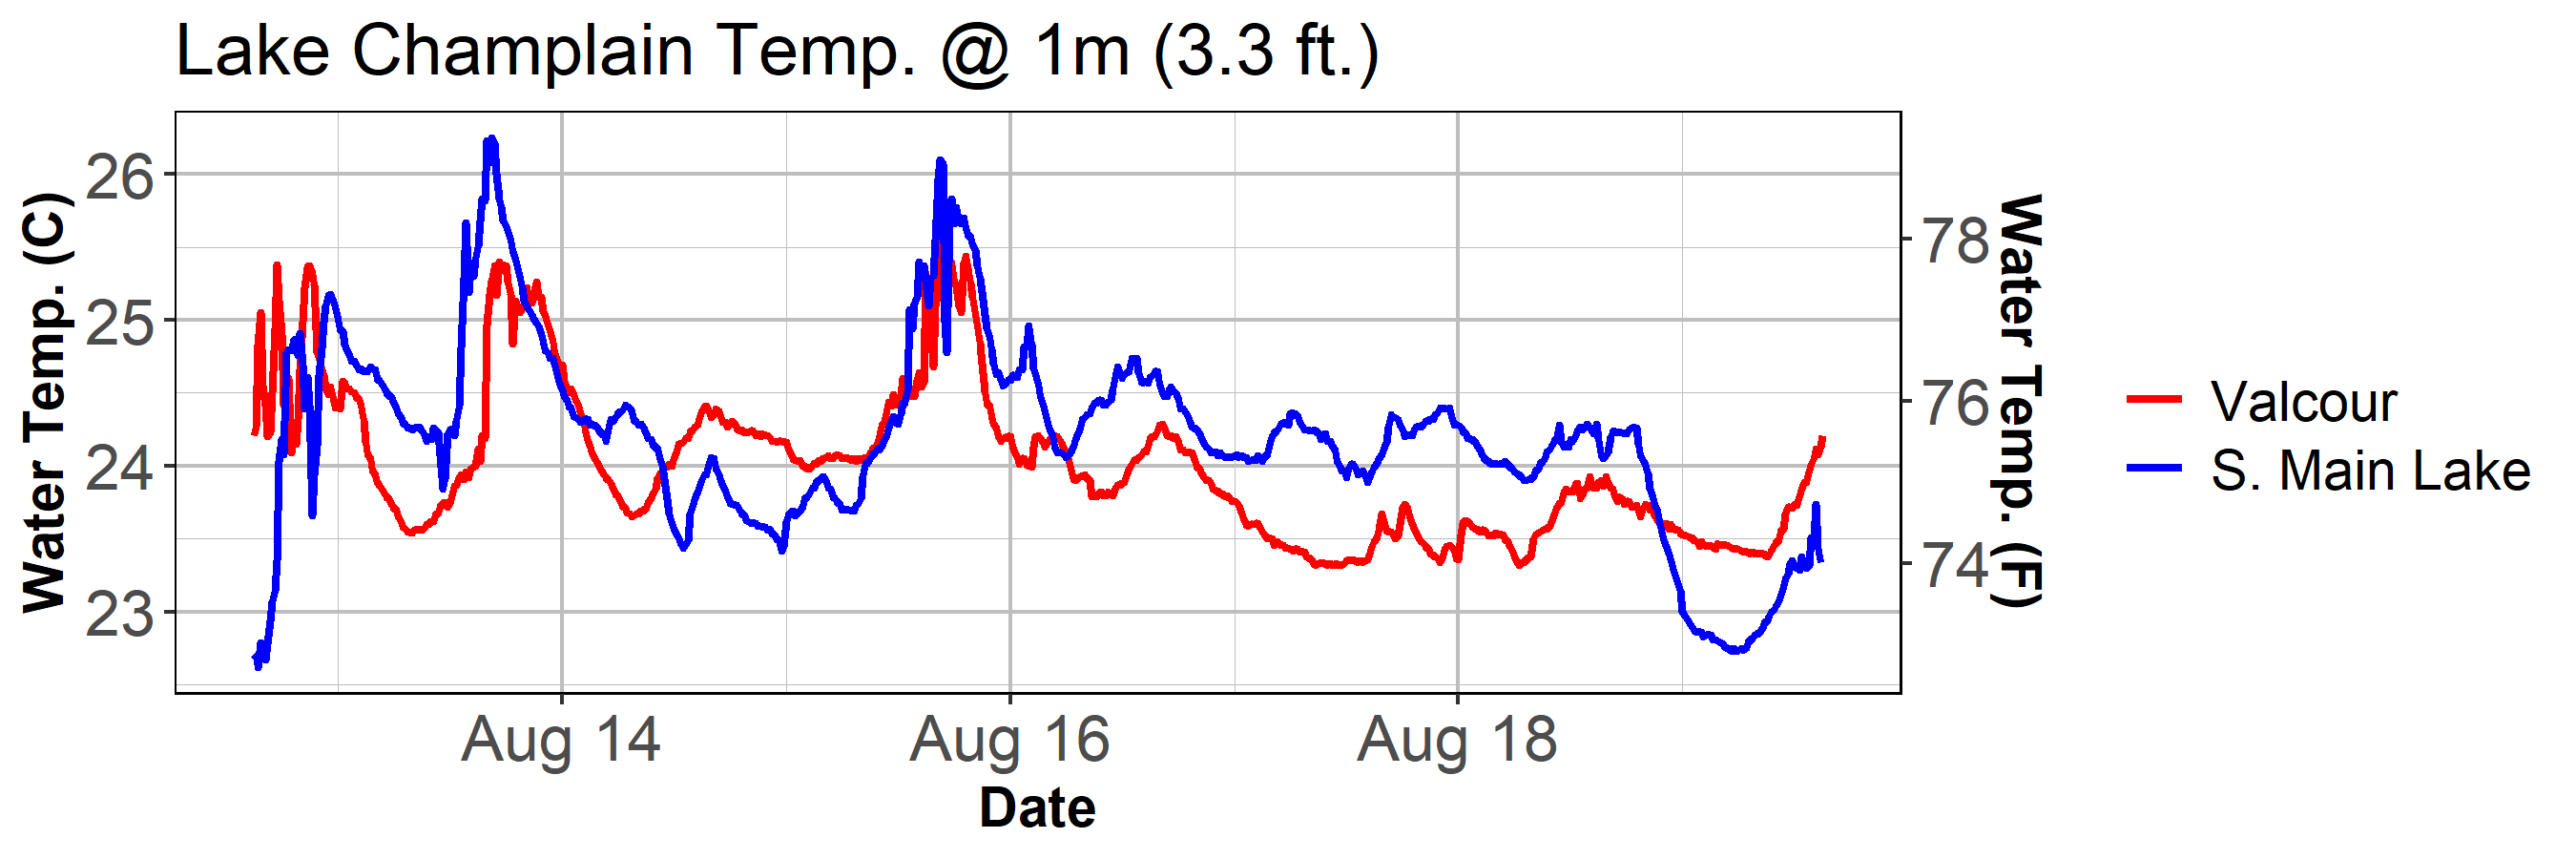 Lake Champlain Temp. @ 1m (3.3 ft.)
Water Temp. (C)
26
25
24
23
78
76
74
Water Temp. (F)
Aug 14
Aug 16
Aug 18
Date
Valcour
S. Main Lake